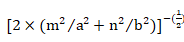 [2 × (m²/a² + n²/b²)]^−(1/2)